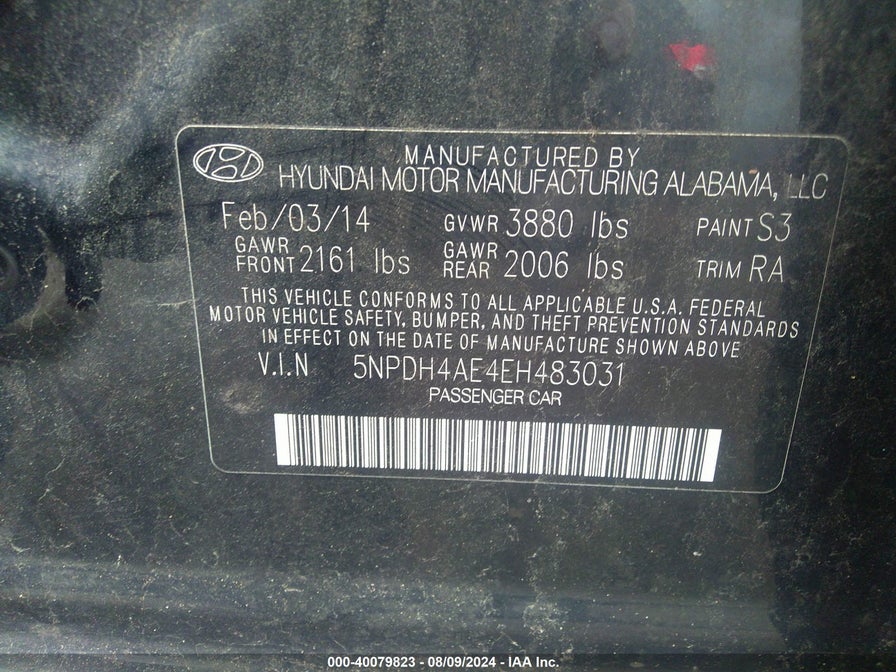 MANUFACTURED BY
HYUNDAI MOTOR MANUFACTURING ALABAMA, LLC
Feb/03/14 GVWR 3880 lbs PAINT S3
GAWR FRONT 2161 lbs GAWR REAR 2006 lbs TRIM RA
THIS VEHICLE CONFORMS TO ALL APPLICABLE U.S.A. FEDERAL
MOTOR VEHICLE SAFETY, BUMPER, AND THEFT PREVENTION STANDARDS
IN EFFECT ON THE DATE OF MANUFACTURE SHOWN ABOVE
V.I.N 5NPDH4AE4EH483031
PASSENGER CAR
000-40079823 - 08/09/2024 - IAA Inc.